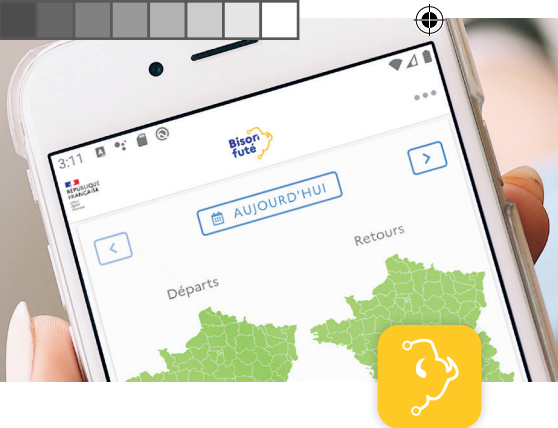 3:11
Bison
futé
RÉPUBLIQUE
FRANÇAISE
AUJOURD'HUI
Retours
Départs